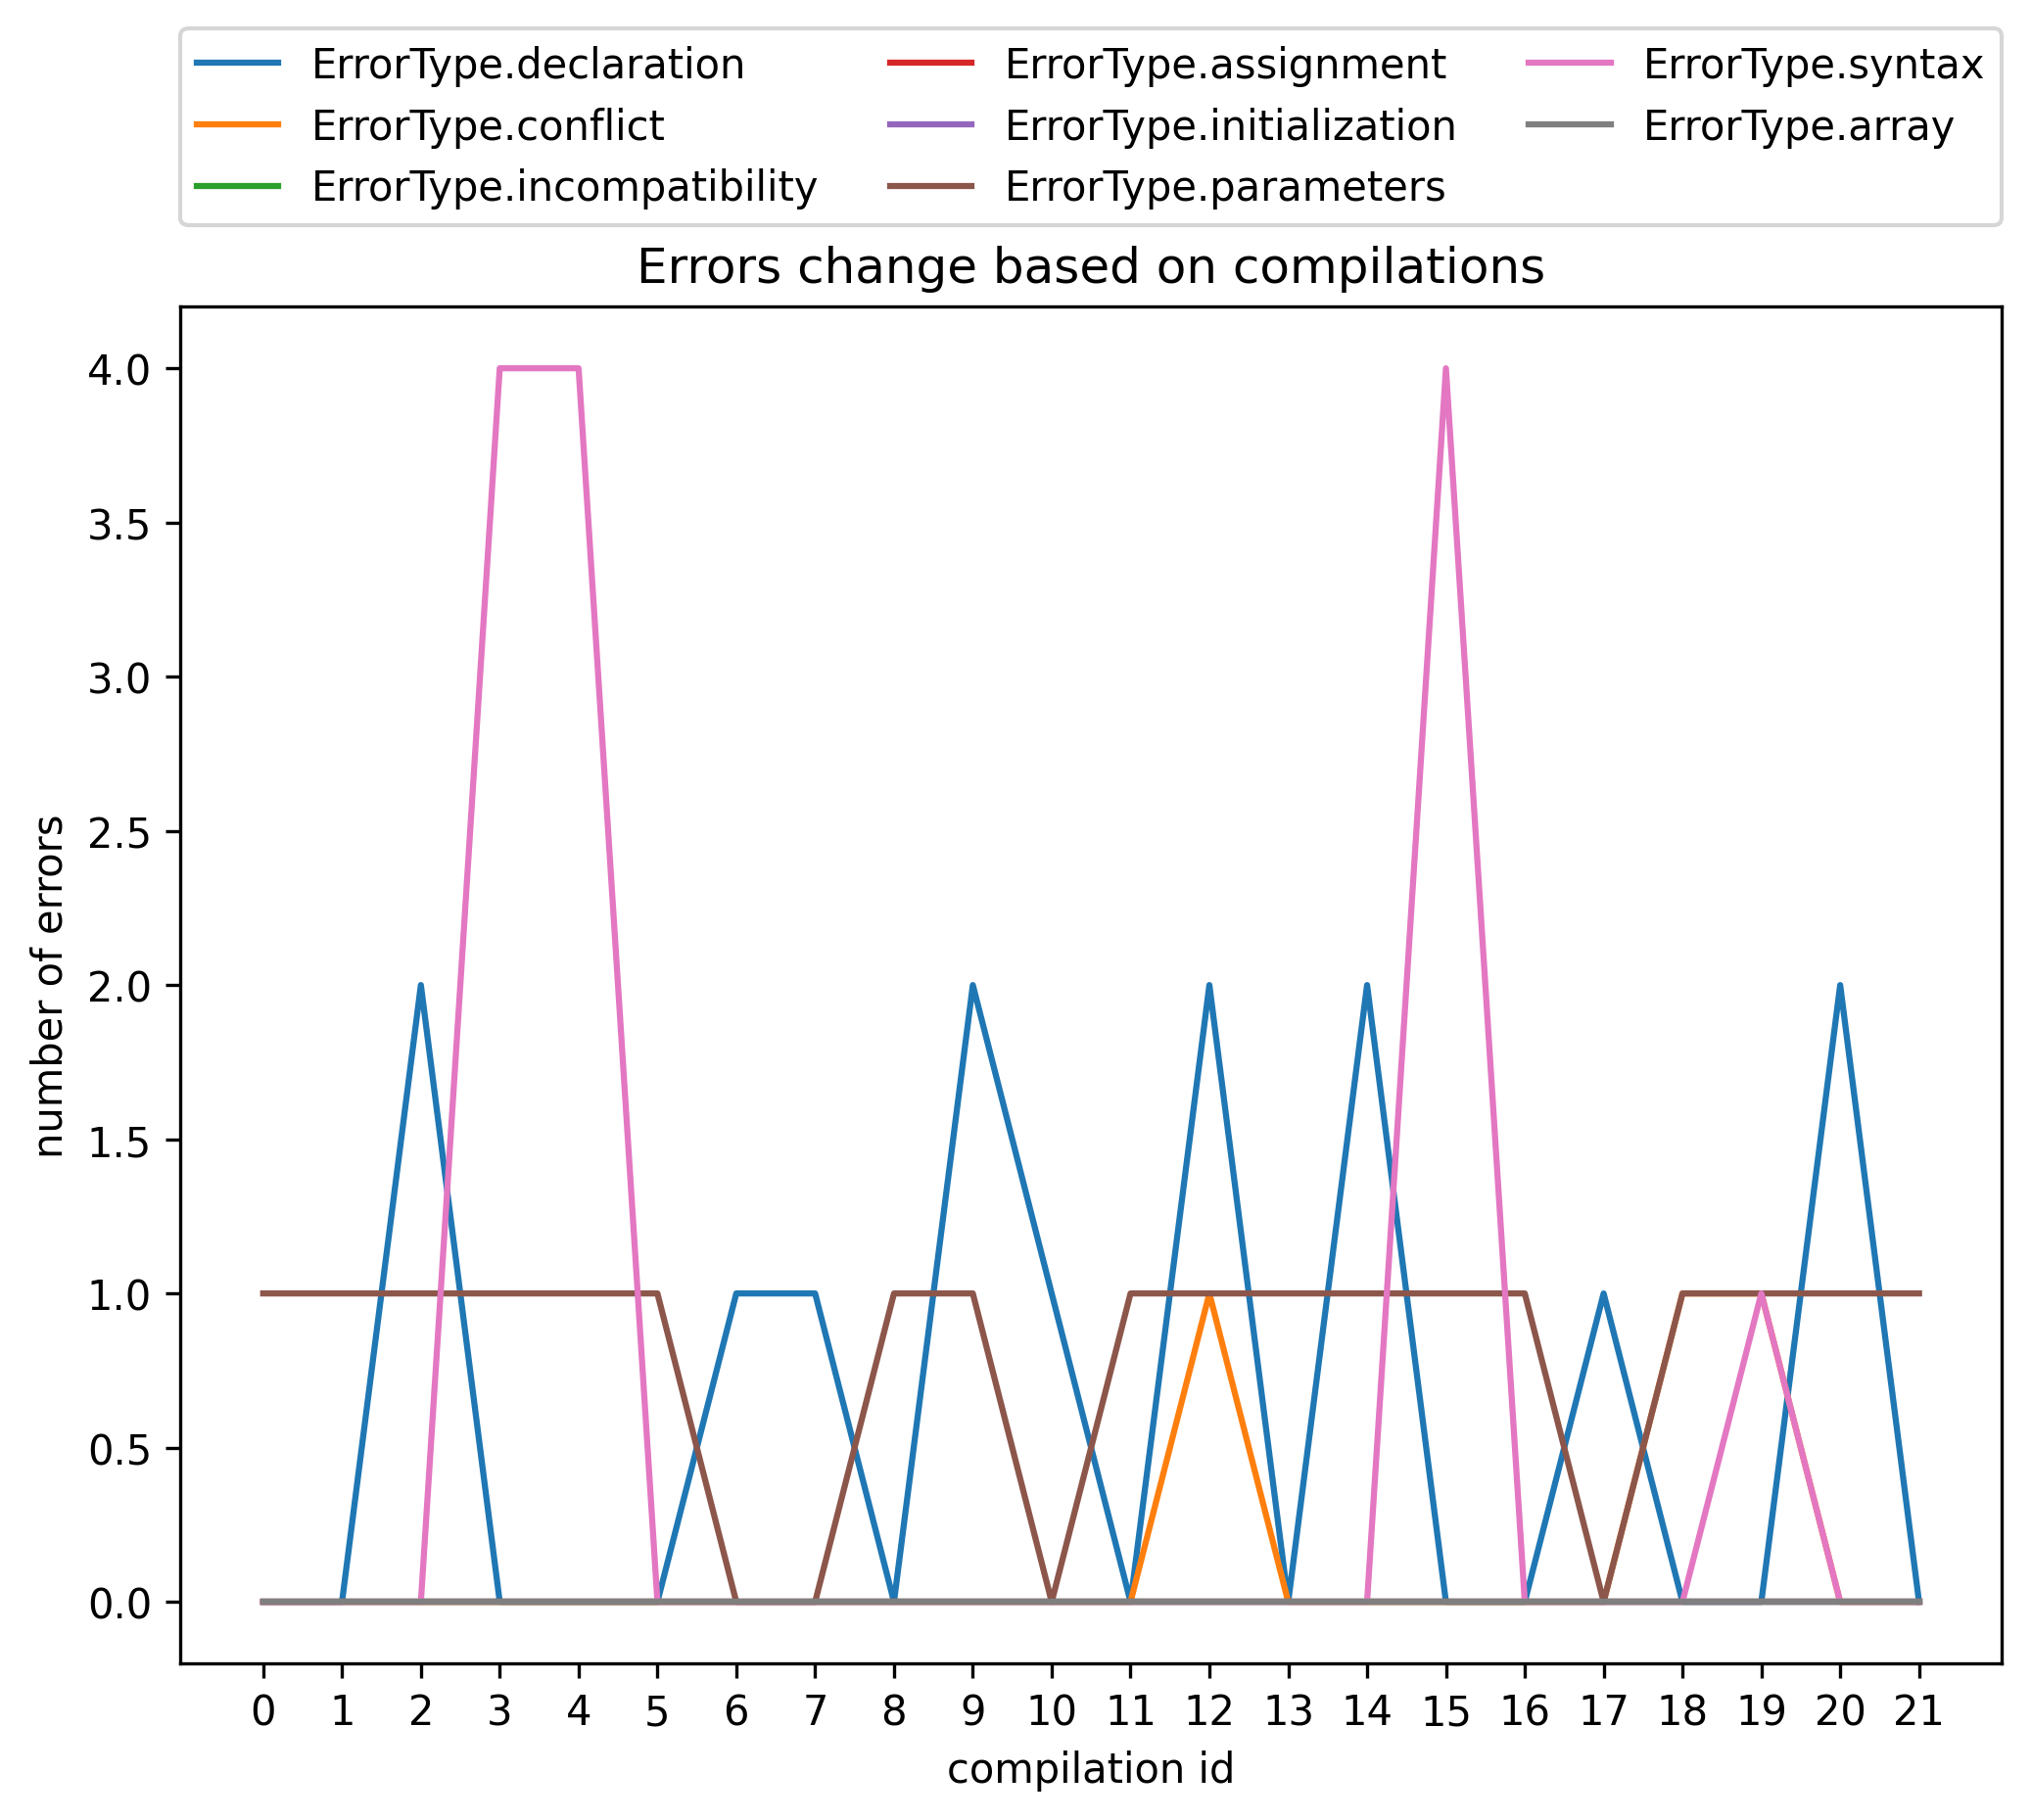 ErrorType.declaration
ErrorType.conflict
ErrorType.incompatibility
ErrorType.assignment
ErrorType.initialization
ErrorType.parameters
ErrorType.syntax
ErrorType.array
Errors change based on compilations
4.0
3.5
3.0
2.5
2.0
1.5
1.0
0.5
0.0
number of errors
0 1 2 3 4 5 6 7 8 9 10 11 12 13 14 15 16 17 18 19 20 21
compilation id